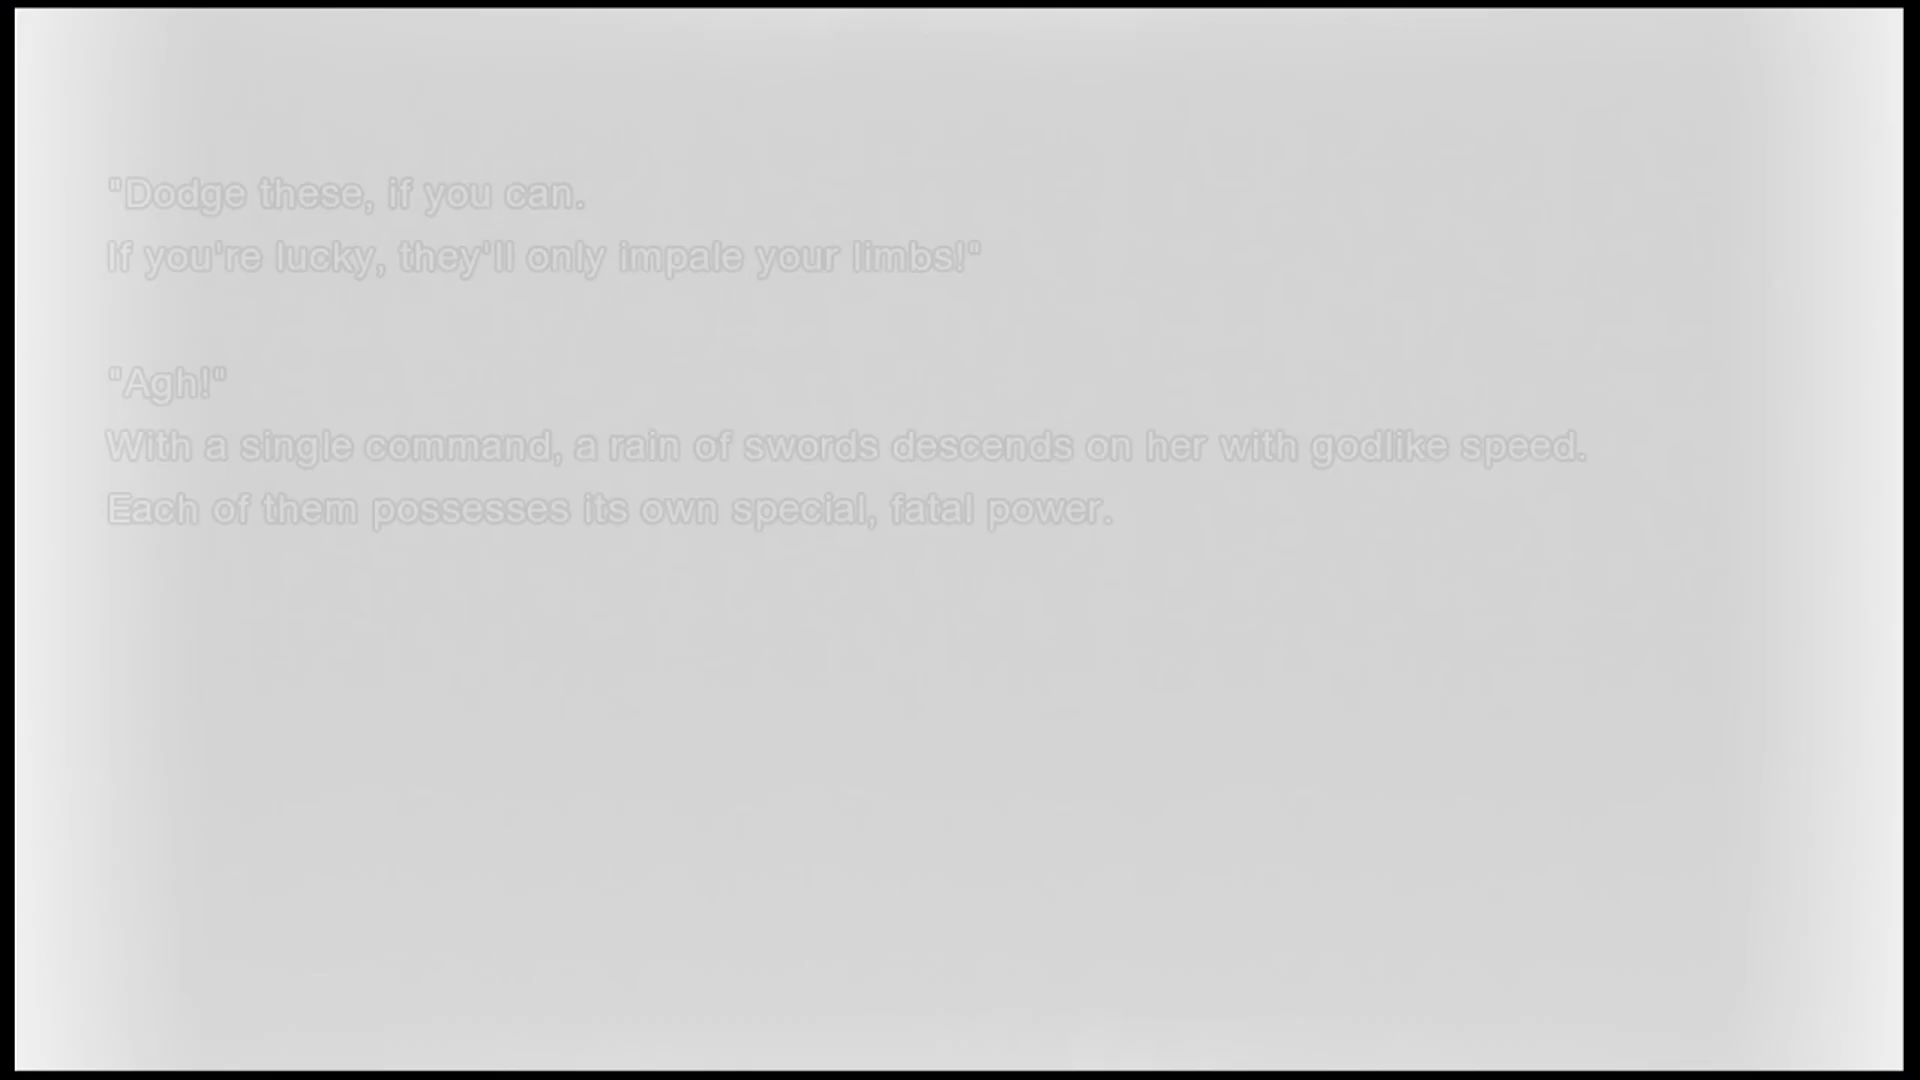 "Dodge these, if you can.
If you're lucky, they'll only impale your limbs!"
"Agh!"
With a single command, a rain of swords descends on her with godlike speed.
Each of them possesses its own special, fatal power.